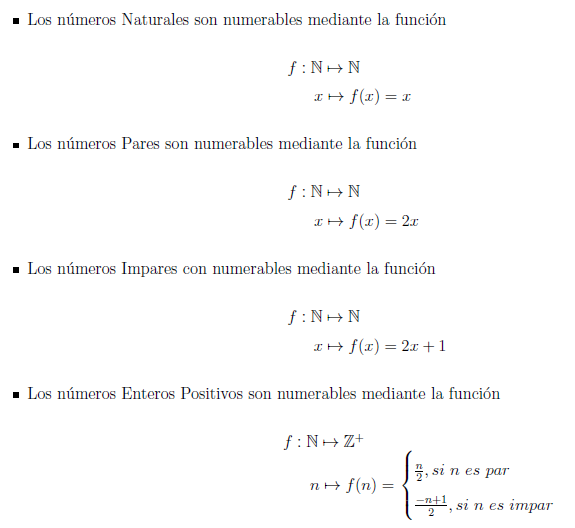 ▪ Los números Naturales son numerables mediante la función
f : ℕ ↦ ℕ
x ↦ f(x) = x
▪ Los números Pares son numerables mediante la función
f : ℕ ↦ ℕ
x ↦ f(x) = 2x
▪ Los números Impares con numerables mediante la función
f : ℕ ↦ ℕ
x ↦ f(x) = 2x + 1
▪ Los números Enteros Positivos son numerables mediante la función
f : ℕ ↦ ℤ⁺
n ↦ f(n) = { n/2, si n es par
-n+1/2, si n es impar